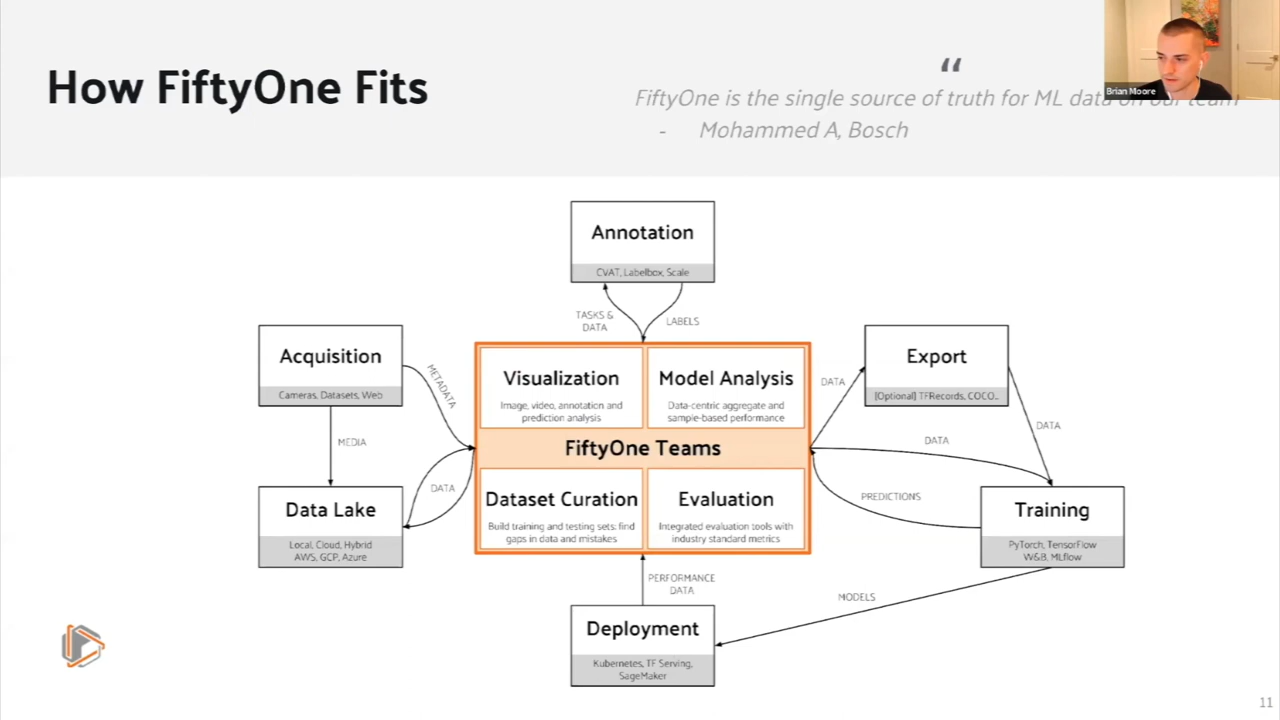 How FiftyOne Fits
“
FiftyOne is the single source of truth for ML data on our team
- Mohammed A, Bosch
Brian Moore
Annotation
CVAT, Labelbox, Scale
TASKS &
DATA
LABELS
Acquisition
Cameras, Datasets, Web
METADATA
MEDIA
Data Lake
Local, Cloud, Hybrid
AWS, GCP, Azure
DATA
Visualization
Image, video, annotation and
prediction analysis
Model Analysis
Data-centric aggregate and
sample-based performance
FiftyOne Teams
Dataset Curation
Build training and testing sets: find
gaps in data and mistakes
Evaluation
Integrated evaluation tools with
industry standard metrics
DATA
Export
[Optional] TFRecords, COCO..
DATA
DATA
PREDICTIONS
Training
PyTorch, TensorFlow
W&B, MLflow
MODELS
PERFORMANCE
DATA
Deployment
Kubernetes, TF Serving,
SageMaker
11